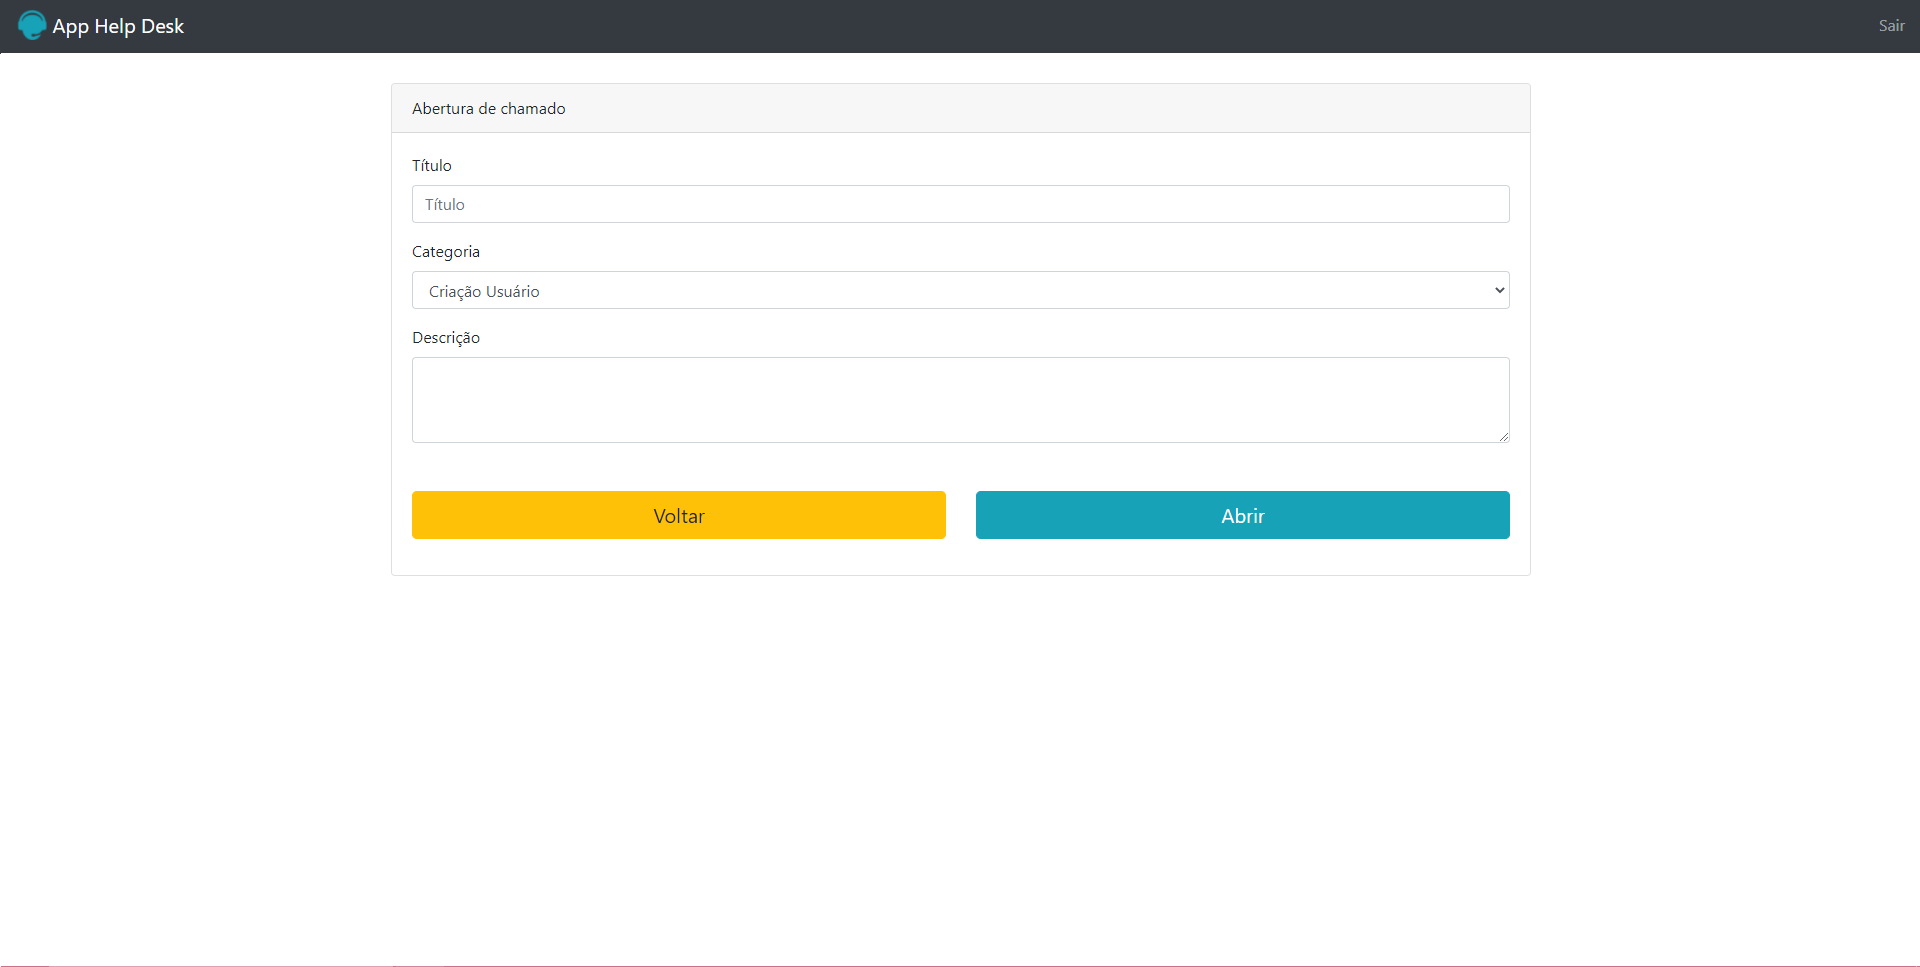 App Help Desk
Sair
Abertura de chamado
Título
Título
Categoria
Criação Usuário
Descrição
Voltar
Abrir